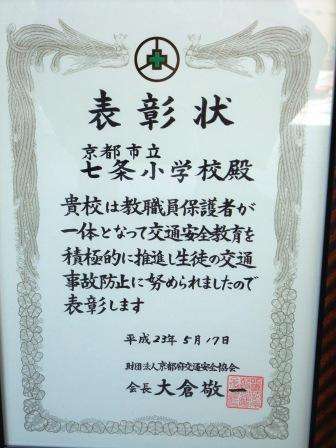 表彰状
京都市立
七条小学校殿
貴校は教職員保護者が
一体となって交通安全教育を
積極的に推進し生徒の交通
事故防止に努められましたので
表彰します
平成23年5月17日
財団法人京都府交通安全協会
会長 大倉敬一